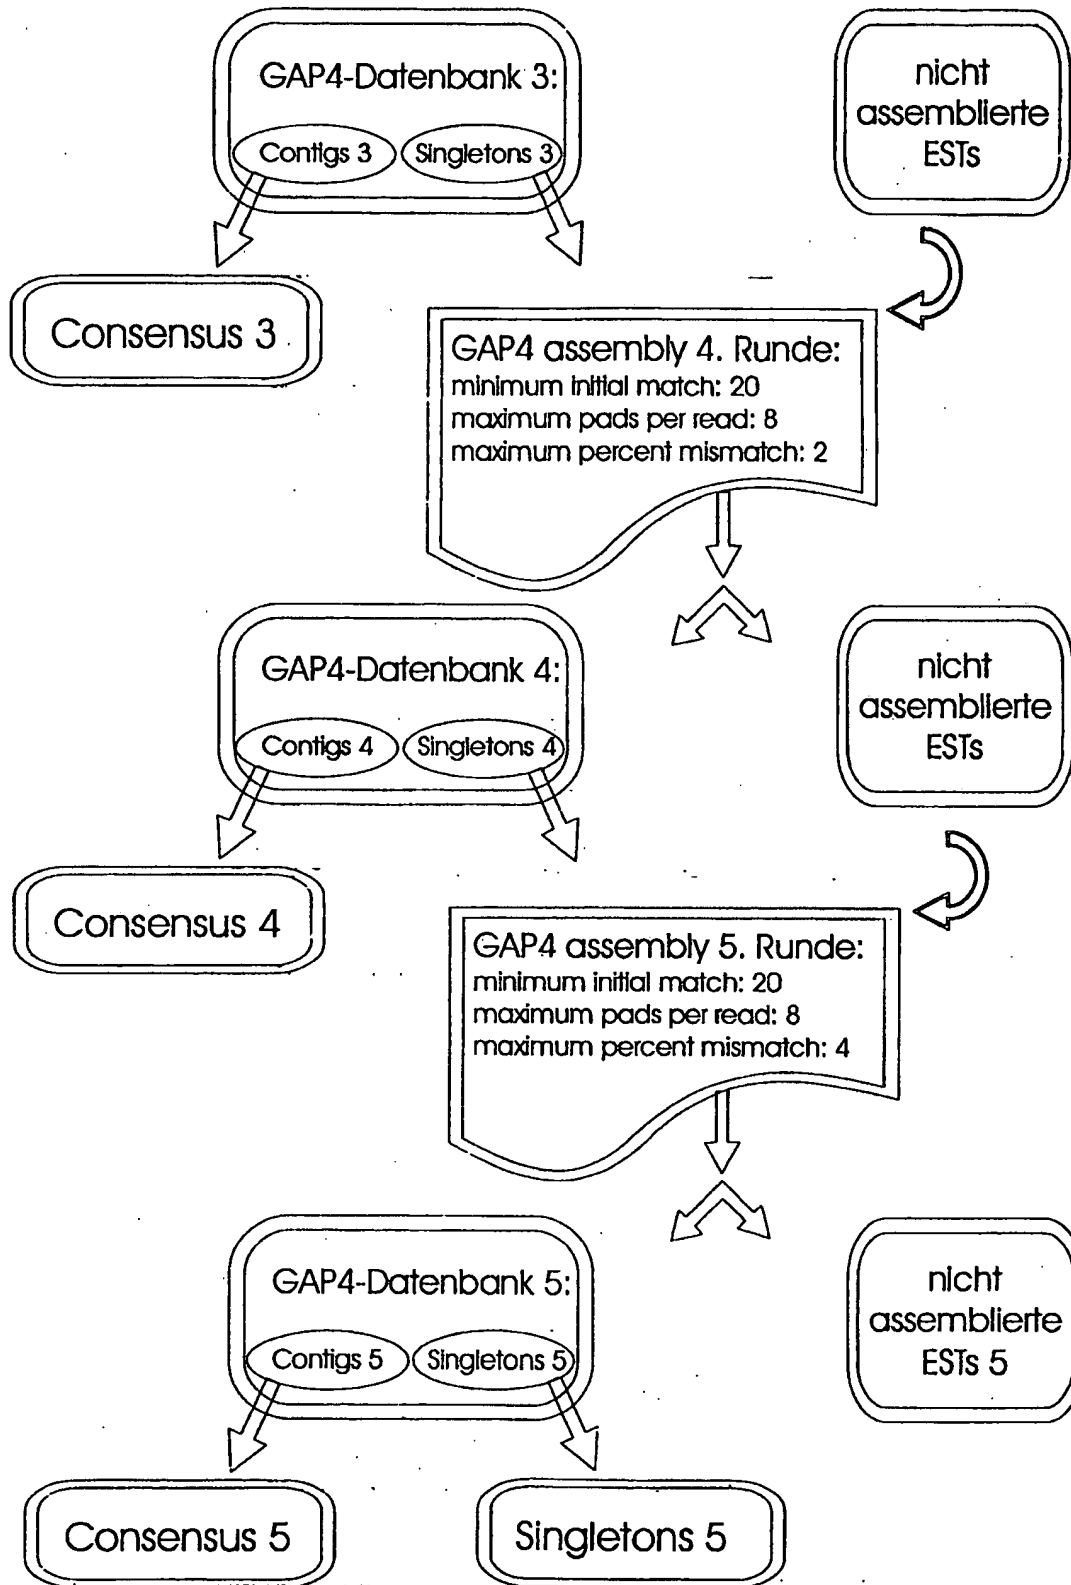 GAP4-Datenbank 3:
Contigs 3
Singletons 3
nicht
assemblierte
ESTs
Consensus 3
GAP4 assembly 4. Runde:
minimum initial match: 20
maximum pads per read: 8
maximum percent mismatch: 2
GAP4-Datenbank 4:
Contigs 4
Singletons 4
nicht
assemblierte
ESTs
Consensus 4
GAP4 assembly 5. Runde:
minimum initial match: 20
maximum pads per read: 8
maximum percent mismatch: 4
GAP4-Datenbank 5:
Contigs 5
Singletons 5
nicht
assemblierte
ESTs 5
Consensus 5
Singletons 5